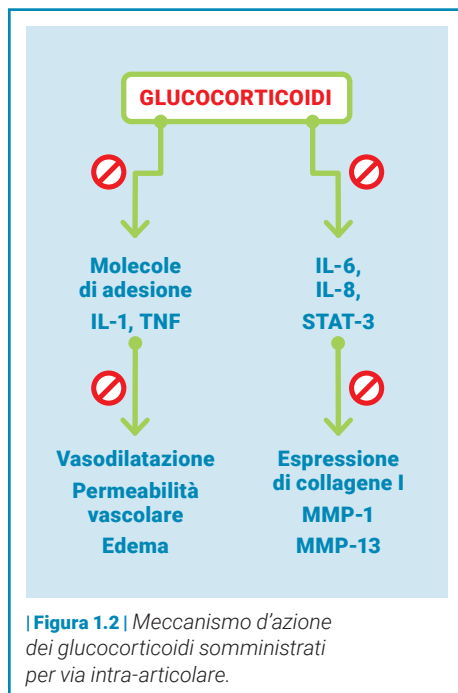 GLUCOCORTICOIDI
Molecole
di adesione
IL-1, TNF
IL-6,
IL-8,
STAT-3
Vasodilatazione
Permeabilità
vascolare
Edema
Espressione
di collagene I
MMP-1
MMP-13
| Figura 1.2 | Meccanismo d’azione
dei glucocorticoidi somministrati
per via intra-articolare.